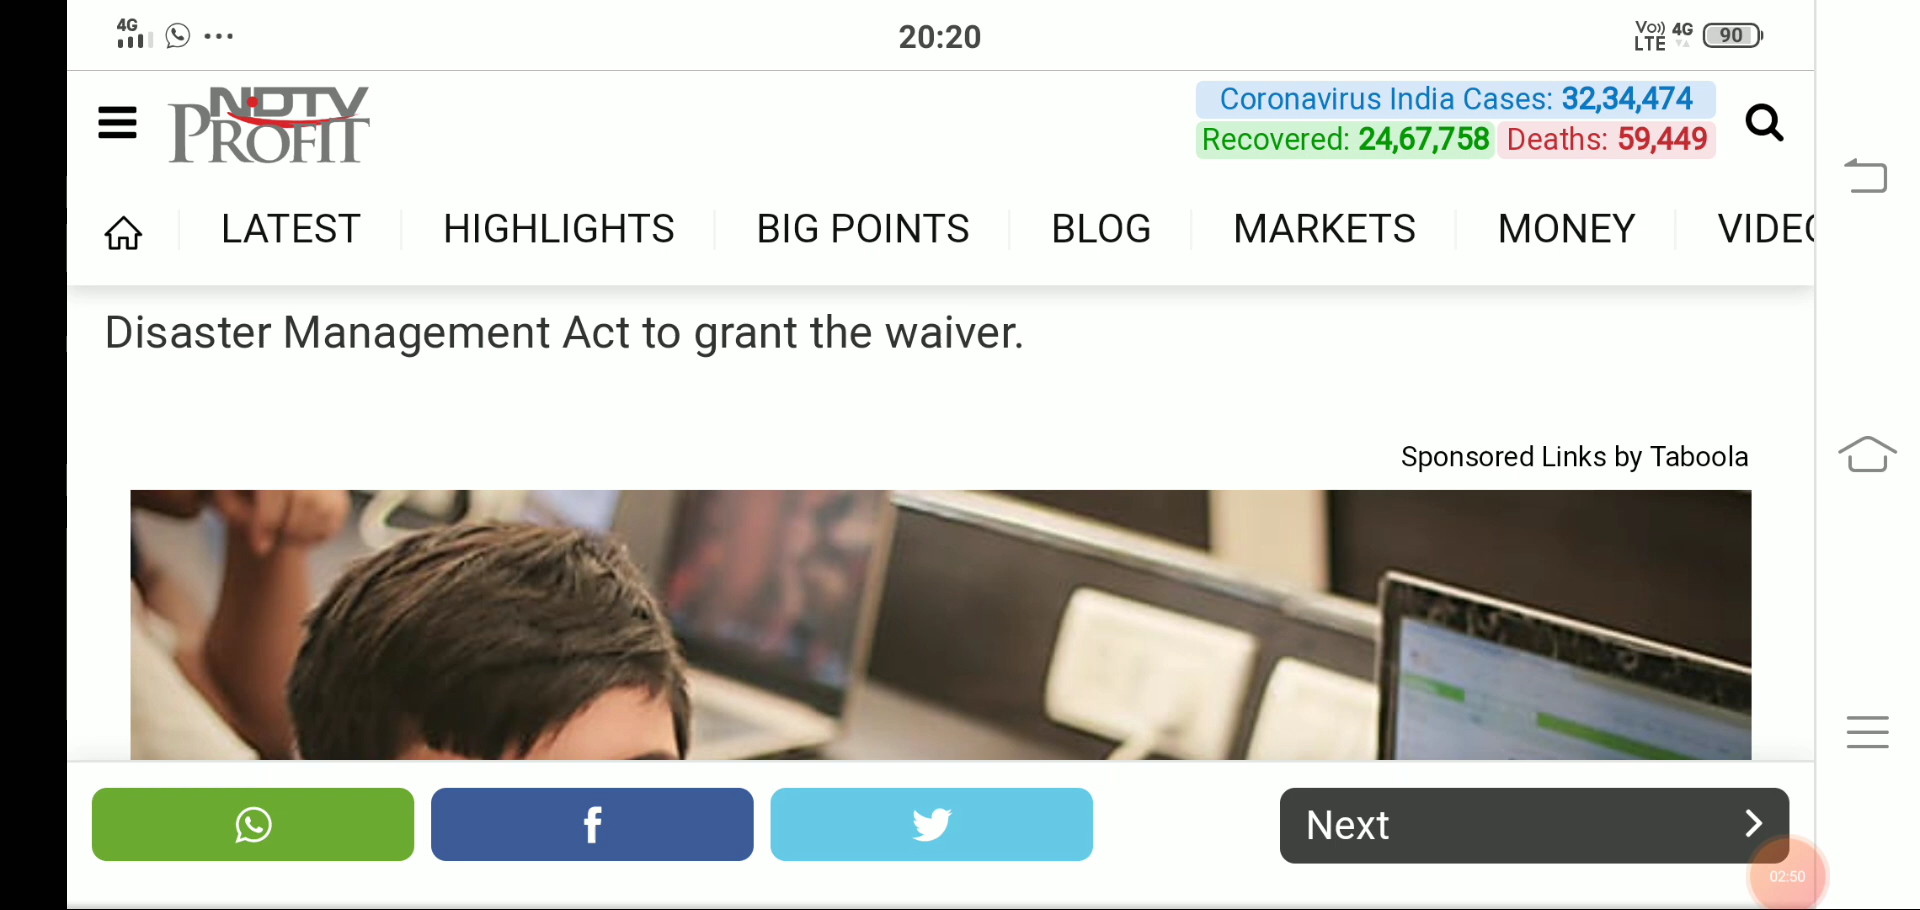 4G
20:20
Vo)) LTE 4G 90
NDTV
PROFIT
Coronavirus India Cases: 32,34,474
Recovered: 24,67,758 Deaths: 59,449
LATEST HIGHLIGHTS BIG POINTS BLOG MARKETS MONEY VIDEO
Disaster Management Act to grant the waiver.
Sponsored Links by Taboola
f Next
02:50